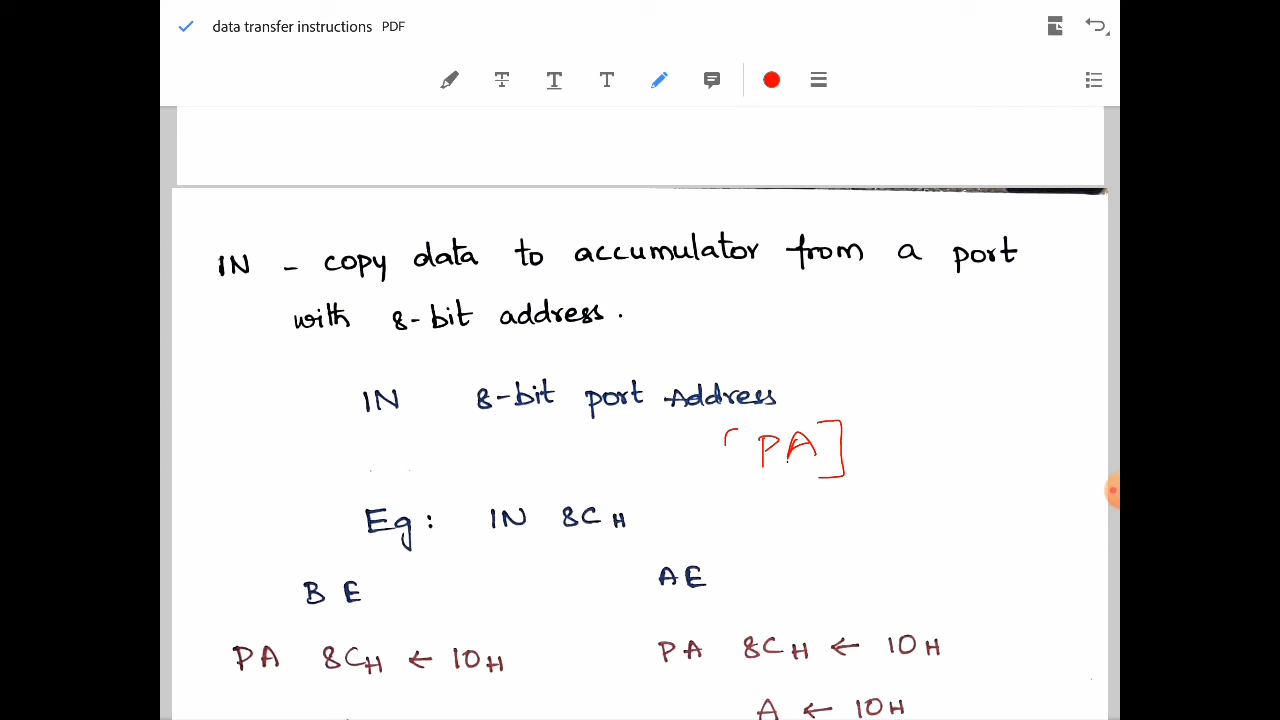 data transfer instructions PDF
IN - copy data to accumulator from a port
with 8-bit address.
IN 8-bit port Address
[PA]
Eg: IN 8CH
BE
AE
PA 8CH ← 10H
PA 8CH ← 10H
A ← 10H